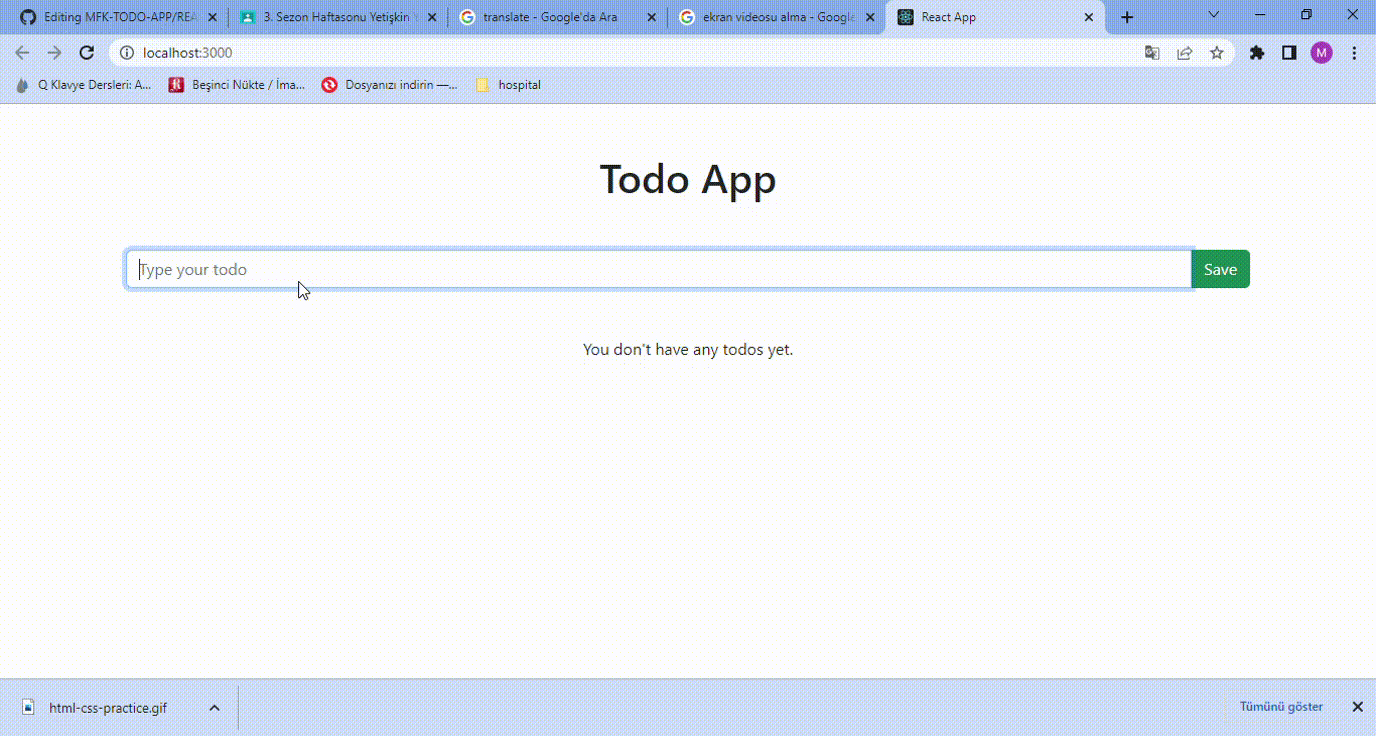 Editing MFK-TODO-APP/REA
3. Sezon Haftasonu Yetişkin
translate - Google'da Ara
ekran videosu alma - Google
React App
localhost:3000
M
Q Klavye Dersleri: A...
Beşinci Nükte / İma...
Dosyanızı indirin —...
hospital
Todo App
Type your todo
Save
You don't have any todos yet.
html-css-practice.gif
Tümünü göster